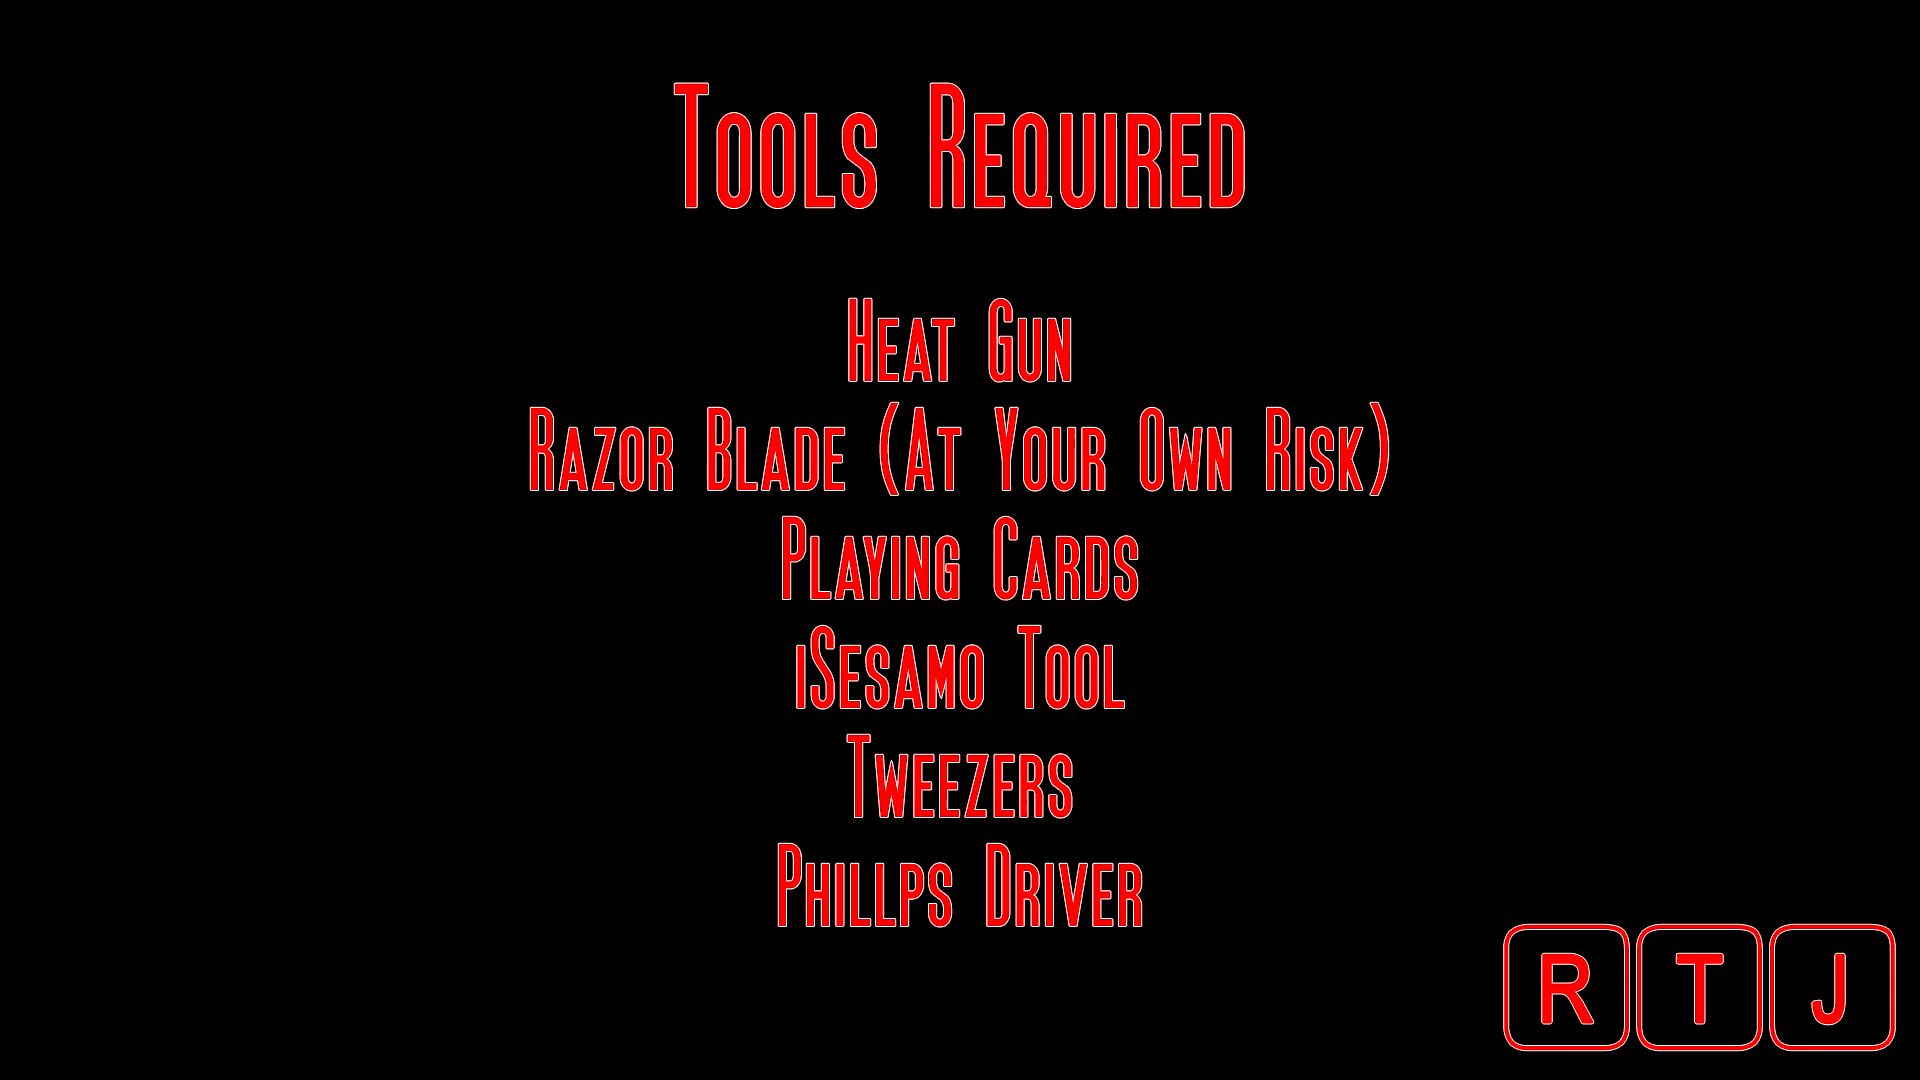 Tools Required
Heat Gun
Razor Blade (At Your Own Risk)
Playing Cards
iSesamo Tool
Tweezers
Phillps Driver
R T J